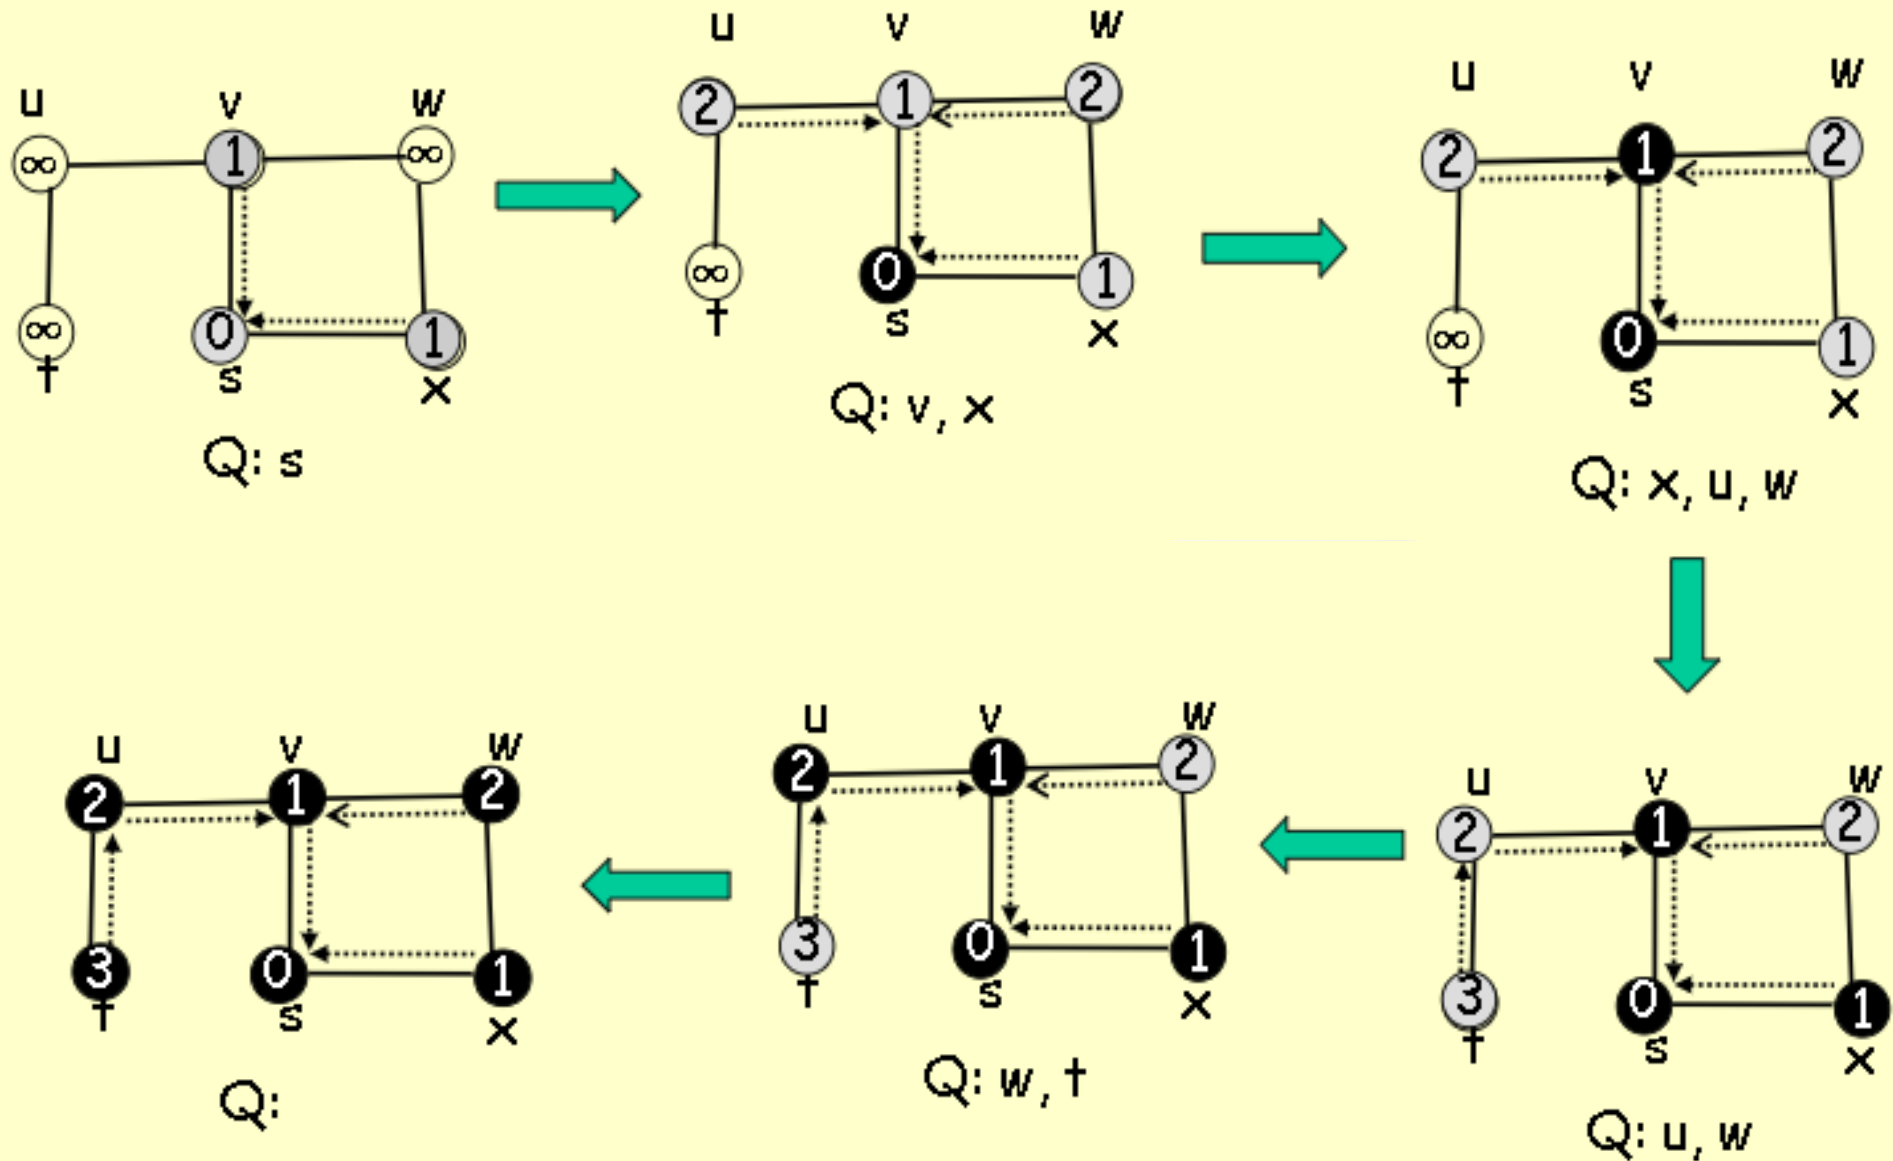 u v w
∞ 1 ∞
∞ 0 1
t s x
Q: s
u v w
2 1 2
∞ 0 1
t s x
Q: v, x
u v w
2 1 2
∞ 0 1
t s x
Q: x, u, w
u v w
2 1 2
3 0 1
t s x
Q: u, w
u v w
2 1 2
3 0 1
t s x
Q: w, t
u v w
2 1 2
3 0 1
t s x
Q: